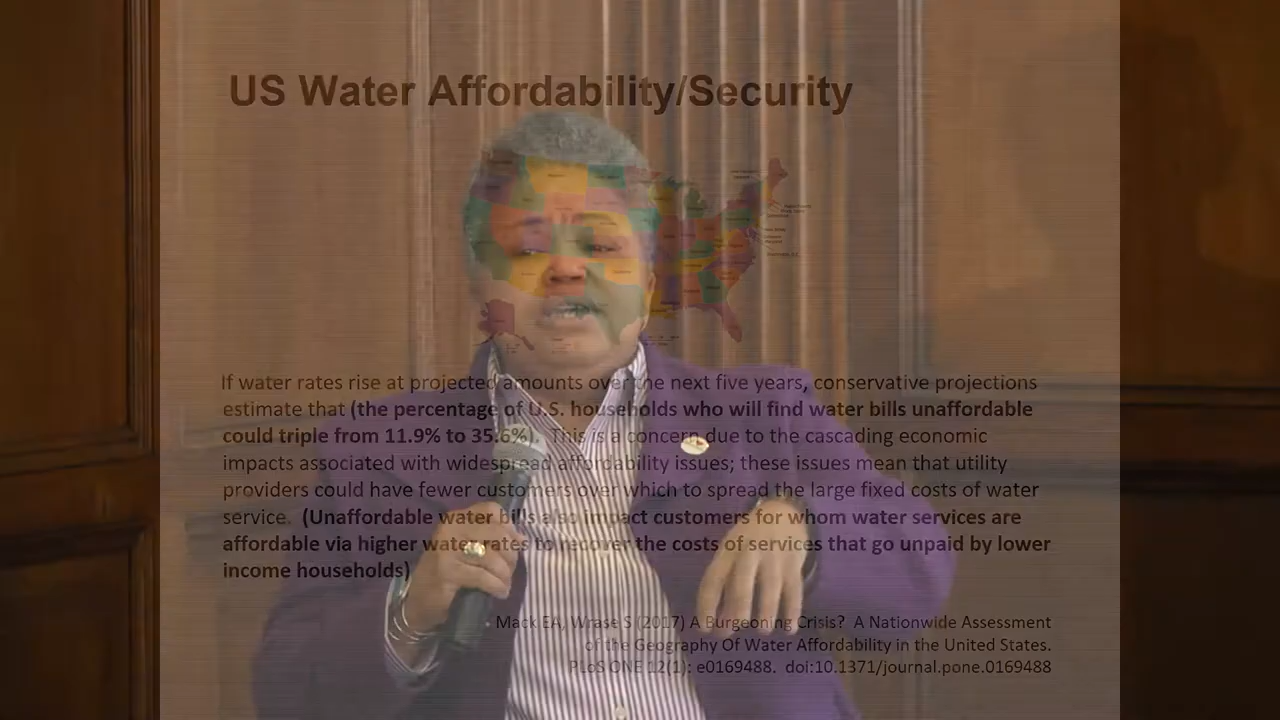 US Water Affordability/Security
If water rates rise at projected amounts over the next five years, conservative projections
estimate that (the percentage of U.S. households who will find water bills unaffordable
could triple from 11.9% to 35.6%). This is a concern due to the cascading economic
impacts associated with widespread affordability issues; these issues mean that utility
providers could have fewer customers over which to spread the large fixed costs of water
service. (Unaffordable water bills also impact customers for whom water services are
affordable via higher water rates to recover the costs of services that go unpaid by lower
income households)
Mack EA, Wrase S (2017) A Burgeoning Crisis? A Nationwide Assessment
of the Geography Of Water Affordability in the United States.
PLoS ONE 12(1): e0169488. doi:10.1371/journal.pone.0169488